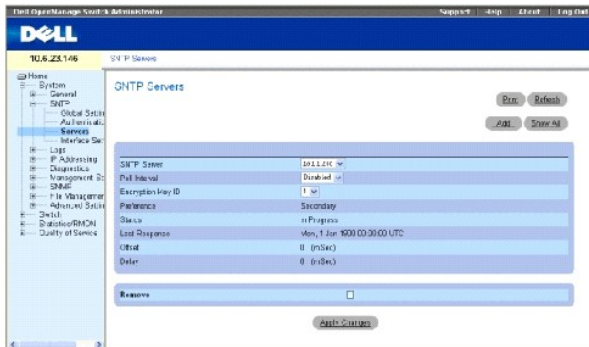 Dell OpenManage Switch Administrator
Support Help About Log Out
DELL
10.6.23.146
SNTP Servers
Home
System
General
SNTP
Global Settin
Authenticati
Servers
Interface Set
Logs
IP Addressing
Diagnostics
Management Se
SNMP
File Managemen
Advanced Settin
Switch
Statistics/RMON
Quality of Service
SNTP Servers
Print Refresh
Add Show All
SNTP Server
Poll Interval Disabled
Encryption Key ID 1
Preference Secondary
Status In Progress
Last Response Mon, 1 Jan 1900 00:00:00 UTC
Offset 0 (mSec)
Delay 0 (mSec)
Remove
Apply Changes